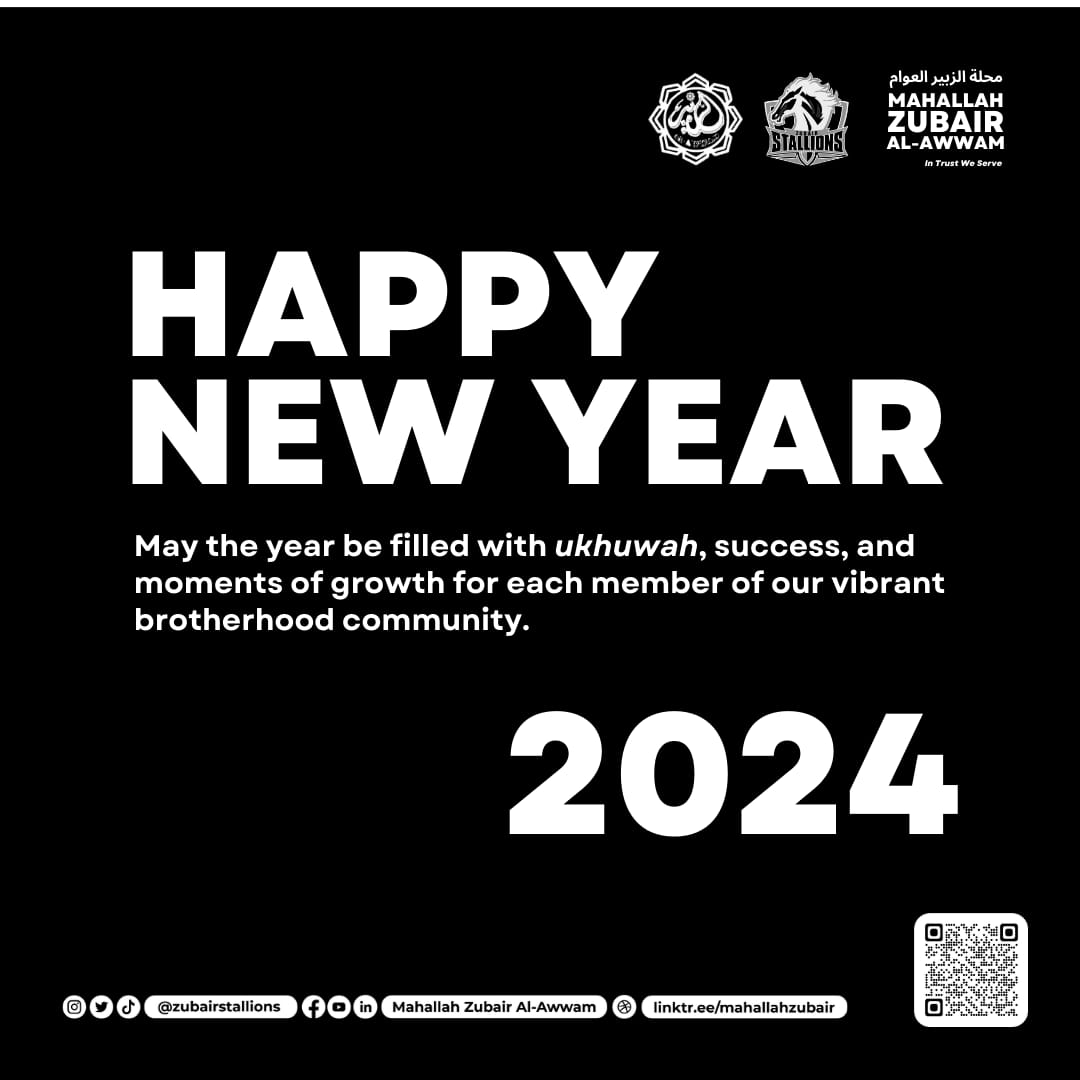 محلة الزبير العوام
MAHALLAH
ZUBAIR
AL-AWWAM
In Trust We Serve
ZUBAIR
STALLIONS
HAPPY
NEW YEAR
May the year be filled with ukhuwah, success, and
moments of growth for each member of our vibrant
brotherhood community.
2024
@zubairstallions
Mahallah Zubair Al-Awwam
linktr.ee/mahallahzubair